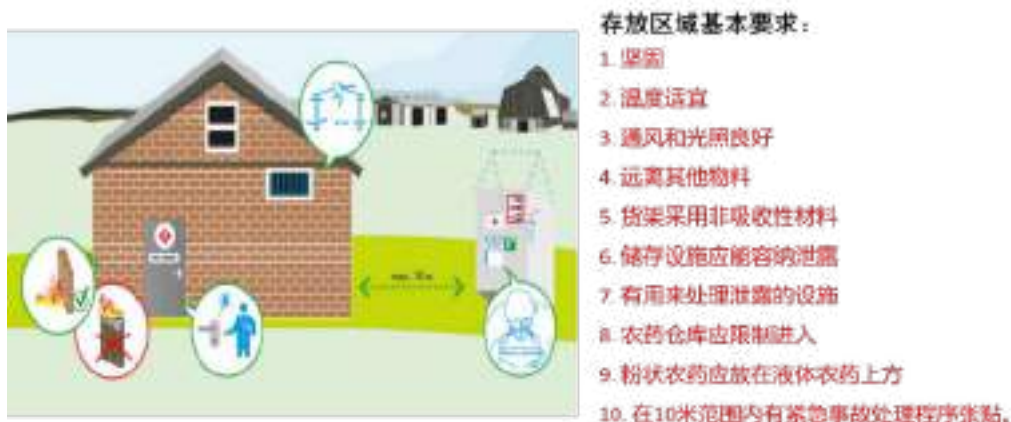 存放区域基本要求：
1. 坚固
2. 温度适宜
3. 通风和光照良好
4. 远离其他物料
5. 货架采用非吸收性材料
6. 储存设施应能容纳泄露
7. 有用来处理泄露的设施
8. 农药仓库应限制进入
9. 粉状农药应放在液体农药上方
10. 在10米范围内有紧急事故处理程序张贴。